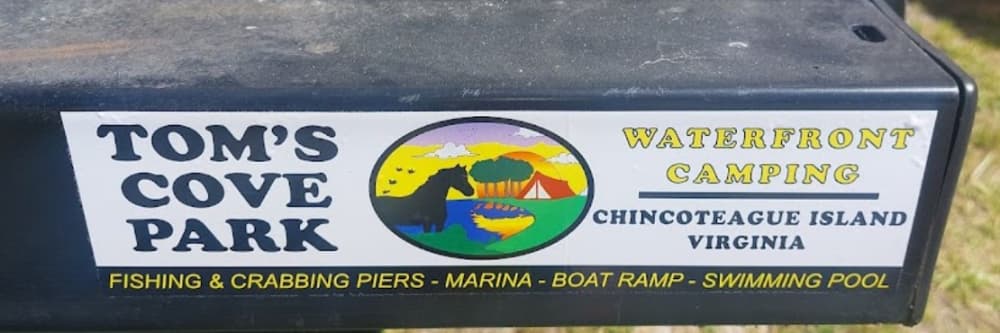 TOM'S
COVE
PARK
WATERFRONT
CAMPING
CHINCOTEAGUE ISLAND
VIRGINIA
FISHING & CRABBING PIERS - MARINA - BOAT RAMP - SWIMMING POOL